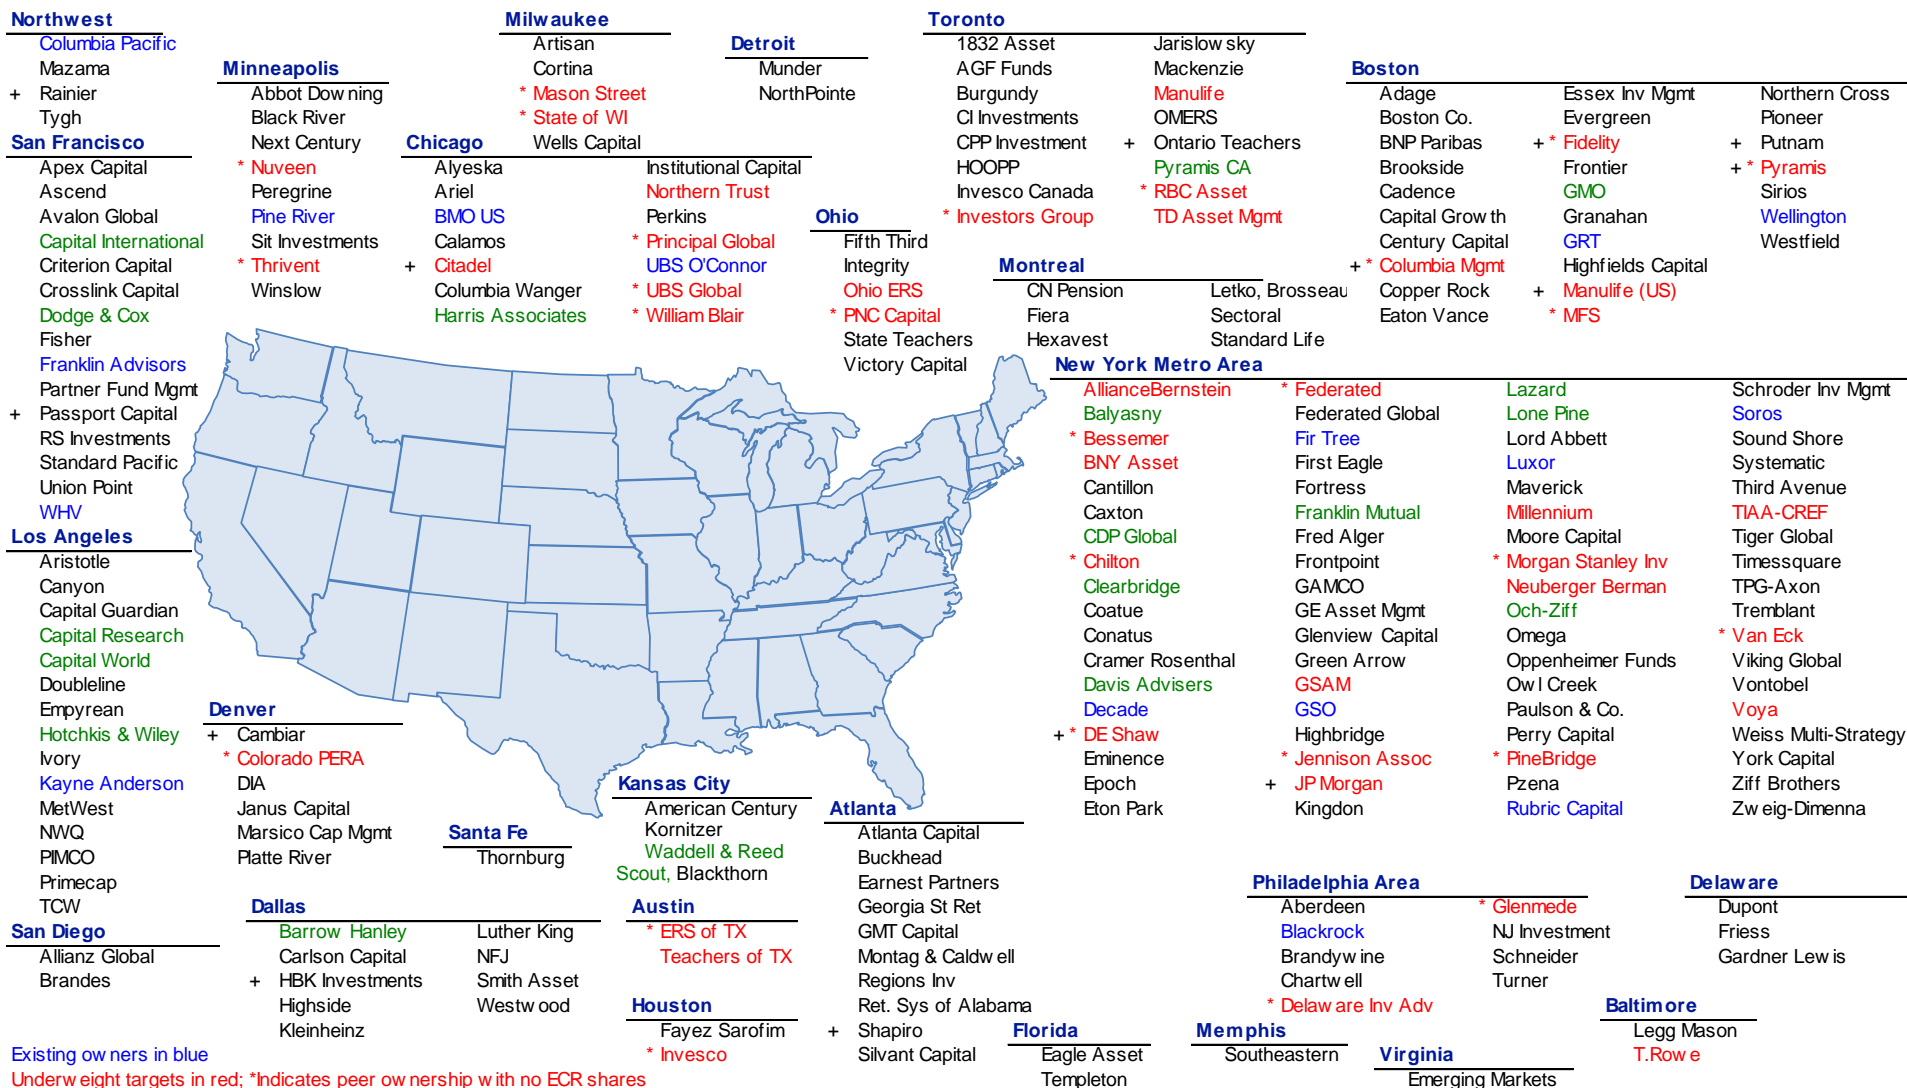 Northwest
Columbia Pacific
Mazama
+ Rainier
Tygh
San Francisco
Apex Capital
Ascend
Avalon Global
Capital International
Criterion Capital
Crosslink Capital
Dodge & Cox
Fisher
Franklin Advisors
Partner Fund Mgmt
+ Passport Capital
RS Investments
Standard Pacific
Union Point
WHV
Los Angeles
Aristotle
Canyon
Capital Guardian
Capital Research
Capital World
Doubleline
Empyrean
Hotchkis & Wiley
Ivory
Kayne Anderson
MetWest
NWQ
PIMCO
Primecap
TCW
San Diego
Allianz Global
Brandes
Minneapolis
Abbot Downing
Black River
Next Century
* Nuveen
Peregrine
Pine River
Sit Investments
* Thrivent
Winslow
Milwaukee
Artisan
Cortina
* Mason Street
* State of WI
Wells Capital
Detroit
Munder
NorthPointe
Chicago
Alyeska
Ariel
BMO US
Calamos
+ Citadel
Columbia Wanger
Harris Associates
Institutional Capital
Northern Trust
Perkins
* Principal Global
UBS O'Connor
* UBS Global
* William Blair
Ohio
Fifth Third
Integrity
Ohio ERS
* PNC Capital
State Teachers
Victory Capital
Toronto
1832 Asset
AGF Funds
Burgundy
CI Investments
CPP Investment
HOOPP
Invesco Canada
* Investors Group
Jarislowsky
Mackenzie
Manulife
OMERS
+ Ontario Teachers
Pyramis CA
* RBC Asset
TD Asset Mgmt
Montreal
CN Pension
Fiera
Hexavest
Letko, Brosseau
Sectoral
Standard Life
Boston
Adage
Boston Co.
BNP Paribas
Brookside
Cadence
Capital Growth
Century Capital
+ * Columbia Mgmt
Copper Rock
Eaton Vance
Essex Inv Mgmt
Evergreen
+ * Fidelity
Frontier
GMO
Granahan
GRT
Highfields Capital
+ Manulife (US)
* MFS
Northern Cross
Pioneer
+ Putnam
+ * Pyramis
Sirios
Wellington
Westfield
New York Metro Area
AllianceBernstein
Balyasny
* Bessemer
BNY Asset
Cantillon
Caxton
CDP Global
* Chilton
Clearbridge
Coatue
Conatus
Cramer Rosenthal
Davis Advisers
Decade
+ * DE Shaw
Eminence
Epoch
Eton Park
* Federated
Federated Global
Fir Tree
First Eagle
Fortress
Franklin Mutual
Fred Alger
Frontpoint
GAMCO
GE Asset Mgmt
Glenview Capital
Green Arrow
GSAM
GSO
Highbridge
* Jennison Assoc
+ JP Morgan
Kingdon
Lazard
Lone Pine
Lord Abbett
Luxor
Maverick
Millennium
Moore Capital
* Morgan Stanley Inv
Neuberger Berman
Och-Ziff
Omega
Oppenheimer Funds
Owl Creek
Paulson & Co.
Perry Capital
* PineBridge
Pzena
Rubric Capital
Schroder Inv Mgmt
Soros
Sound Shore
Systematic
Third Avenue
TIAA-CREF
Tiger Global
Timessquare
TPG-Axon
Tremblant
* Van Eck
Viking Global
Vontobel
Voya
Weiss Multi-Strategy
York Capital
Ziff Brothers
Zweig-Dimenna
Denver
+ Cambiar
* Colorado PERA
DIA
Janus Capital
Marsico Cap Mgmt
Platte River
Santa Fe
Thornburg
Kansas City
American Century
Kornitzer
Waddell & Reed
Scout, Blackthorn
Atlanta
Atlanta Capital
Buckhead
Earnest Partners
Georgia St Ret
GMT Capital
Montag & Caldwell
Regions Inv
Ret. Sys of Alabama
+ Shapiro
Silvant Capital
Dallas
Barrow Hanley
Carlson Capital
+ HBK Investments
Highside
Kleinheinz
Luther King
NFJ
Smith Asset
Westwood
Austin
* ERS of TX
Teachers of TX
Houston
Fayez Sarofim
* Invesco
Florida
Eagle Asset
Templeton
Memphis
Southeastern
Virginia
Emerging Markets
Philadelphia Area
Aberdeen
Blackrock
Brandywine
Chartwell
* Delaware Inv Adv
* Glenmede
NJ Investment
Schneider
Turner
Delaware
Dupont
Friess
Gardner Lewis
Baltimore
Legg Mason
T.Rowe
Existing owners in blue
Underweight targets in red; *Indicates peer ownership with no ECR shares